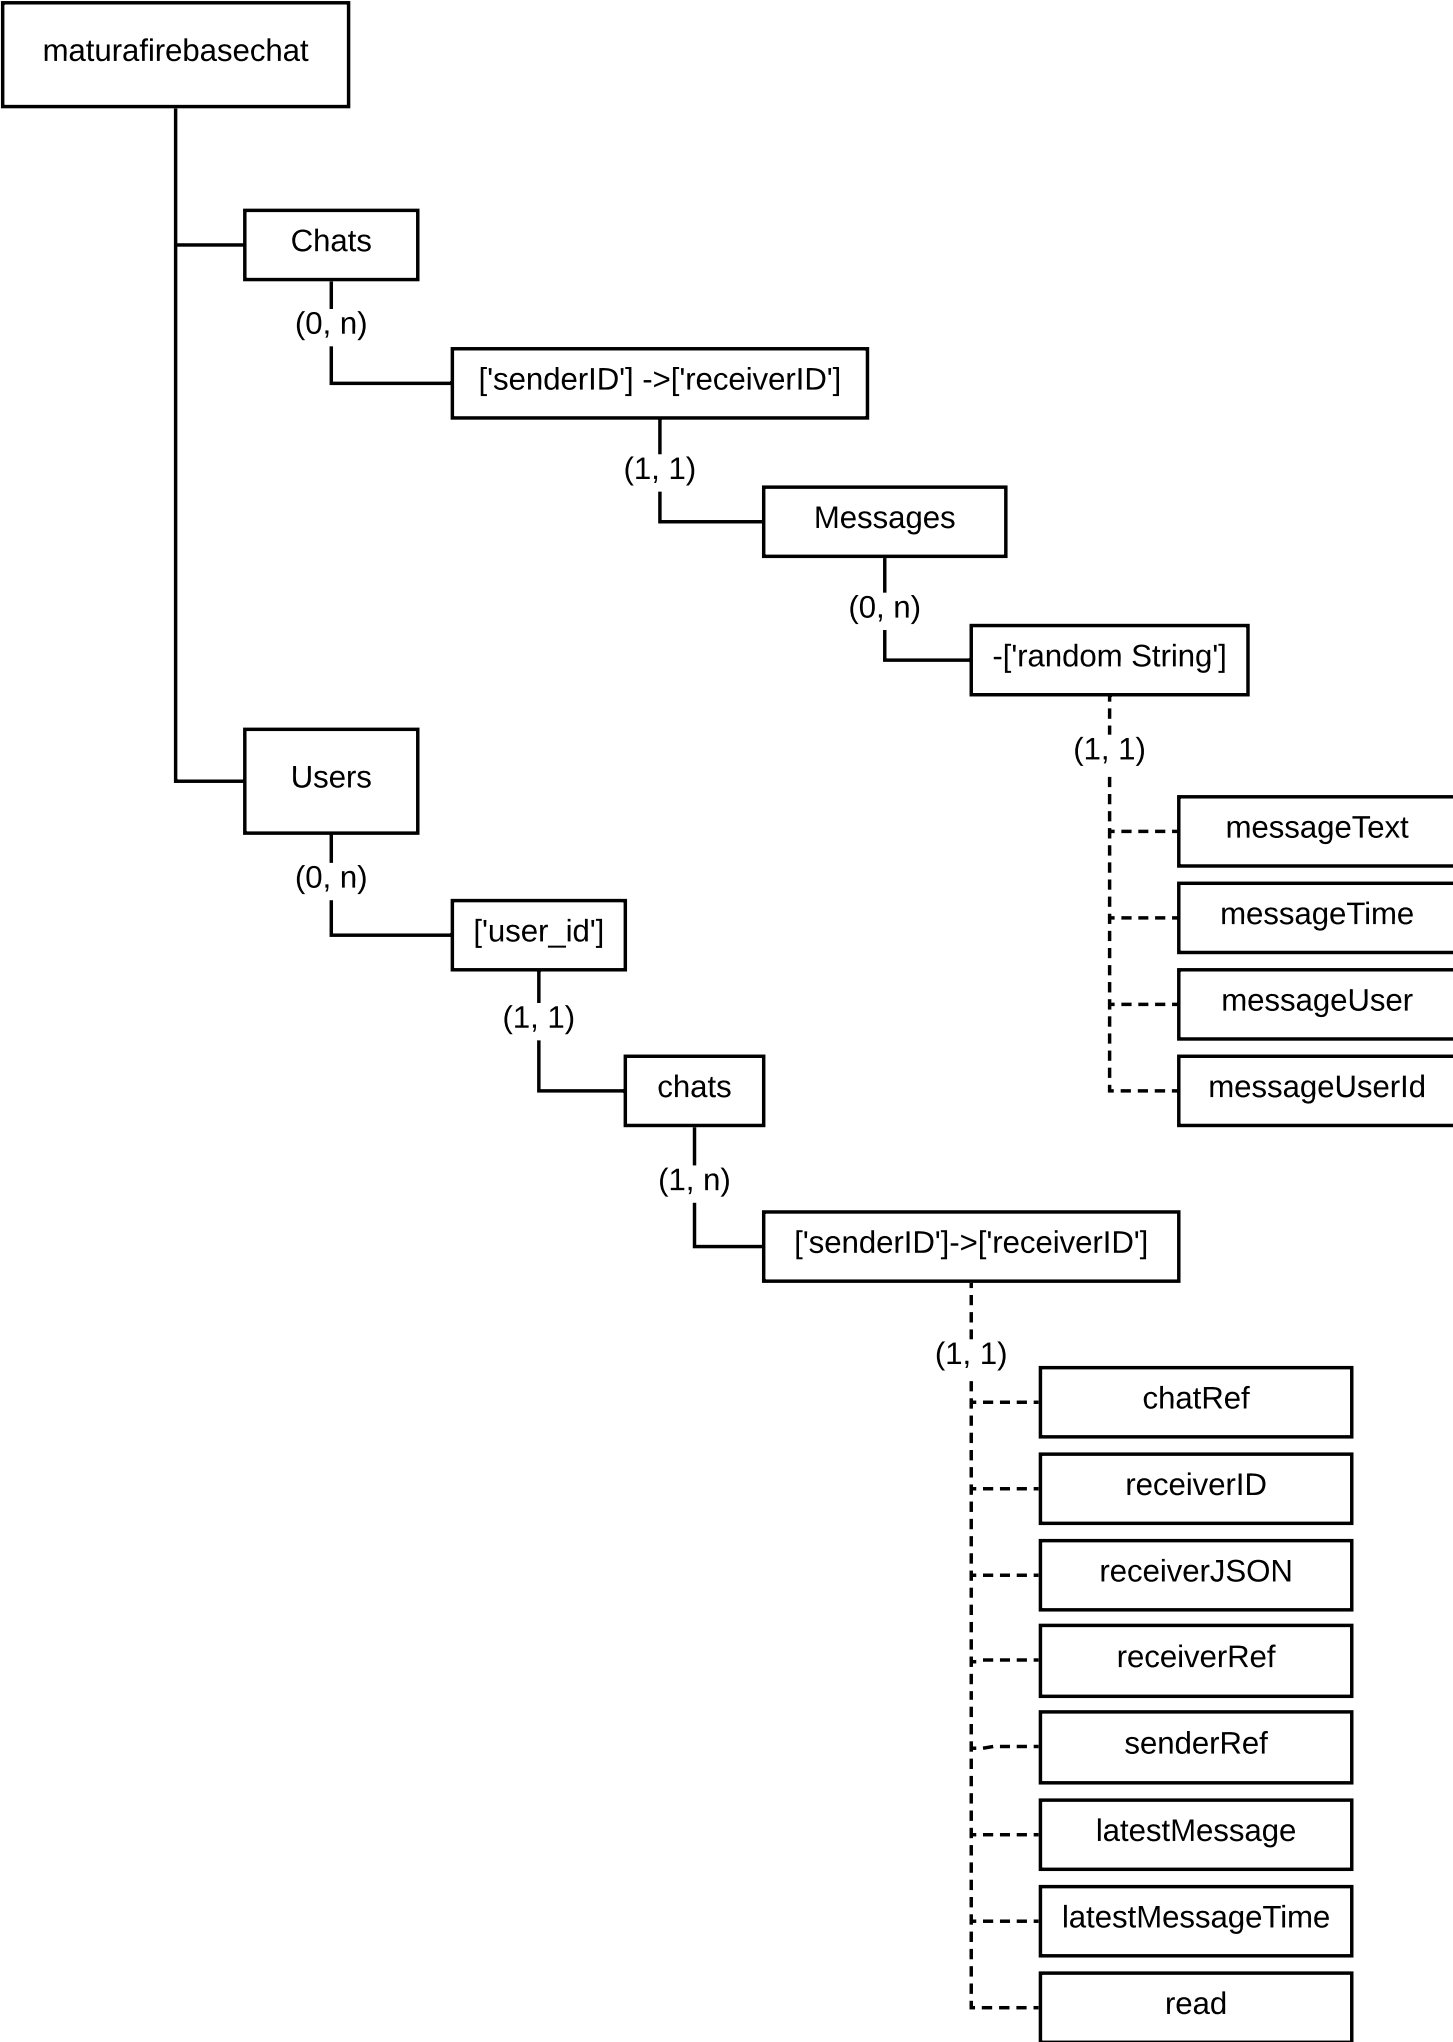 maturafirebasechat
Chats
(0, n)
['senderID'] ->['receiverID']
(1, 1)
Messages
(0, n)
-['random String']
(1, 1)
messageText
messageTime
messageUser
messageUserId
Users
(0, n)
['user_id']
(1, 1)
chats
(1, n)
['senderID']->['receiverID']
(1, 1)
chatRef
receiverID
receiverJSON
receiverRef
senderRef
latestMessage
latestMessageTime
read